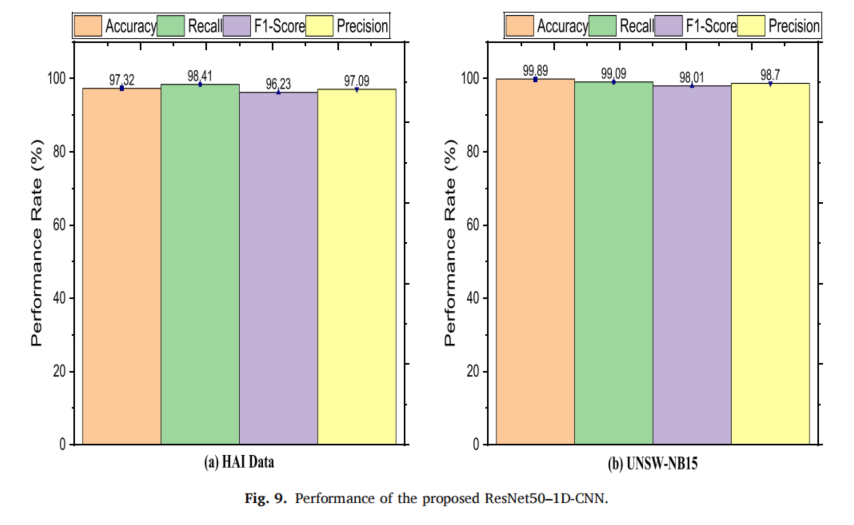 Accuracy Recall F1-Score Precision
Accuracy Recall F1-Score Precision
Performance Rate (%)
100
80
60
40
20
0
97.32
98.41
96.23
97.09
(a) HAI Data
Performance Rate (%)
100
80
60
40
20
0
99.89
99.09
98.01
98.7
(b) UNSW-NB15
Fig. 9. Performance of the proposed ResNet50–1D-CNN.